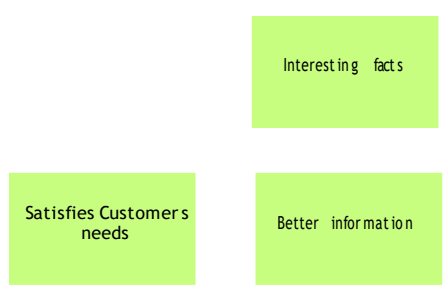 Interesting facts
Satisfies Customers
needs
Better information